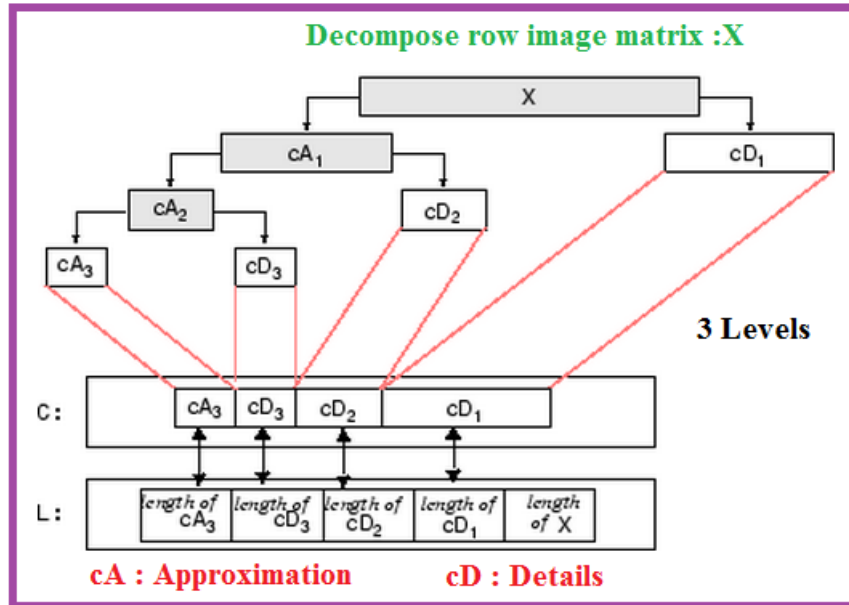 Decompose row image matrix :X
X
cA₁
cD₁
cA₂
cD₂
cA₃
cD₃
3 Levels
C:
cA₃ cD₃ cD₂ cD₁
L:
length of cA₃
length of cD₃
length of cD₂
length of cD₁
length of X
cA : Approximation
cD : Details